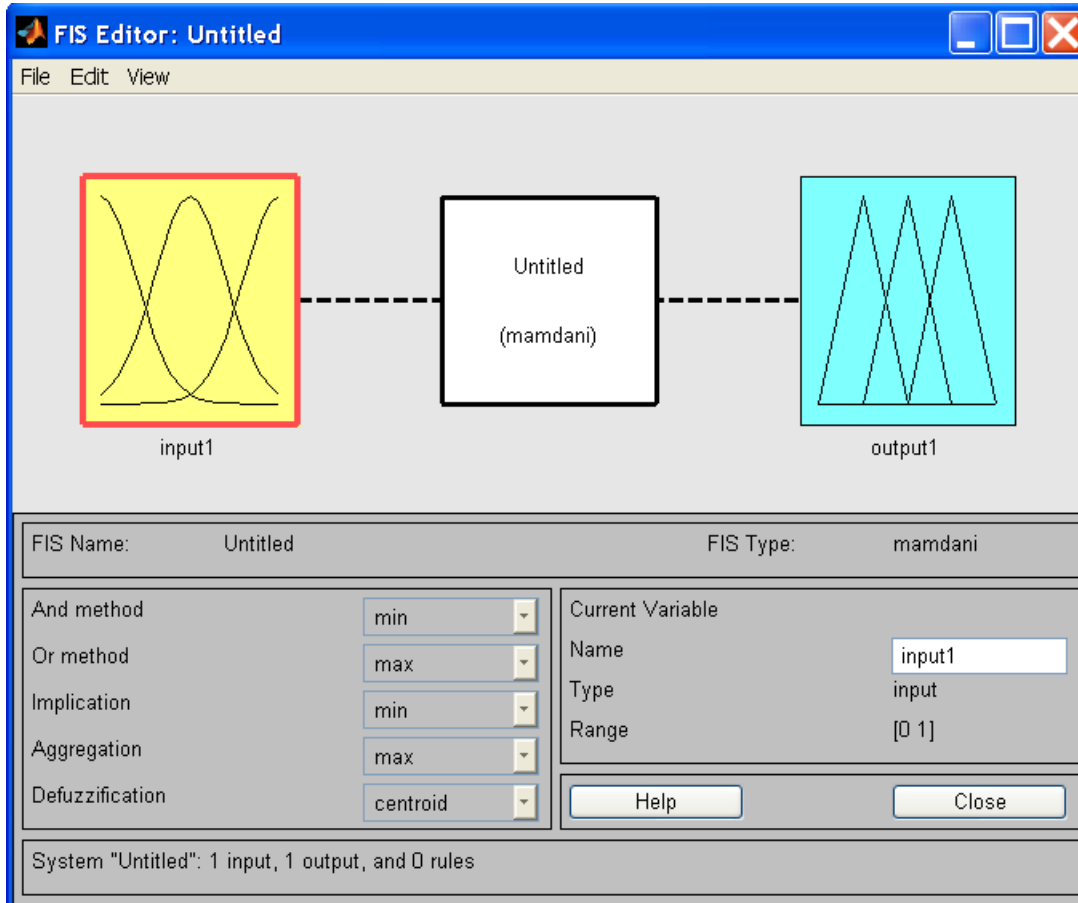 FIS Editor: Untitled
File Edit View
Untitled
(mamdani)
input1
output1
FIS Name: Untitled
FIS Type: mamdani
And method min
Or method max
Implication min
Aggregation max
Defuzzification centroid
Current Variable
Name input1
Type input
Range [0 1]
Help Close
System "Untitled": 1 input, 1 output, and 0 rules